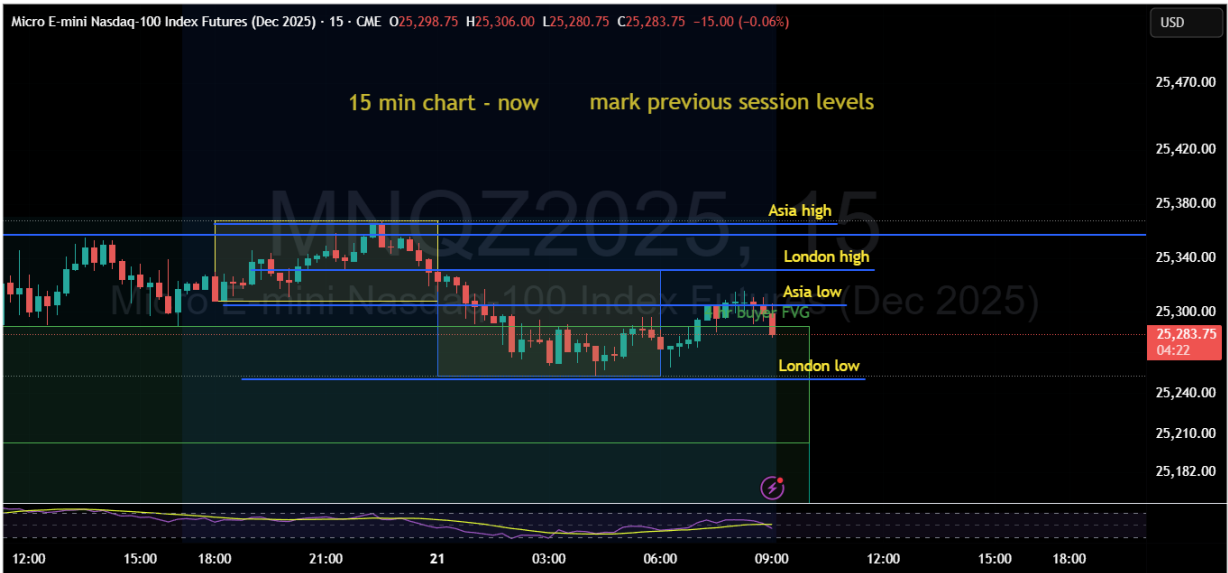 Micro E-mini Nasdaq-100 Index Futures (Dec 2025) · 15 · CME O25,298.75 H25,306.00 L25,280.75 C25,283.75 −15.00 (−0.06%)
USD
15 min chart - now mark previous session levels
25,470.00
25,420.00
MNQZ2025, 15
Micro E-mini Nasdaq-100 Index Futures (Dec 2025)
Asia high
25,380.00
London high
25,340.00
Asia low
Buyer FVG
25,300.00
25,283.75
04:22
London low
25,240.00
25,210.00
25,182.00
12:00 15:00 18:00 21:00 21 03:00 06:00 09:00 12:00 15:00 18:00